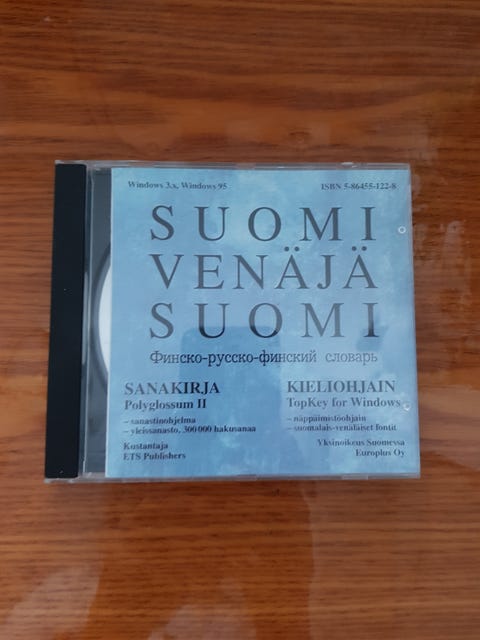 Windows 3.x, Windows 95
ISBN 5-86455-122-8
SUOMI
VENÄJÄ
SUOMI
Финско-русско-финский словарь
SANAKIRJA
Polyglossum II
– sanastinohjelma
– yleissanasto, 300 000 hakusanaa
Kustantaja
ETS Publishers
KIELIOHJAIN
TopKey for Windows
– näppäimistöohjain
– suomalais-venäläiset fontit
Yksinoikeus Suomessa
Europlus Oy